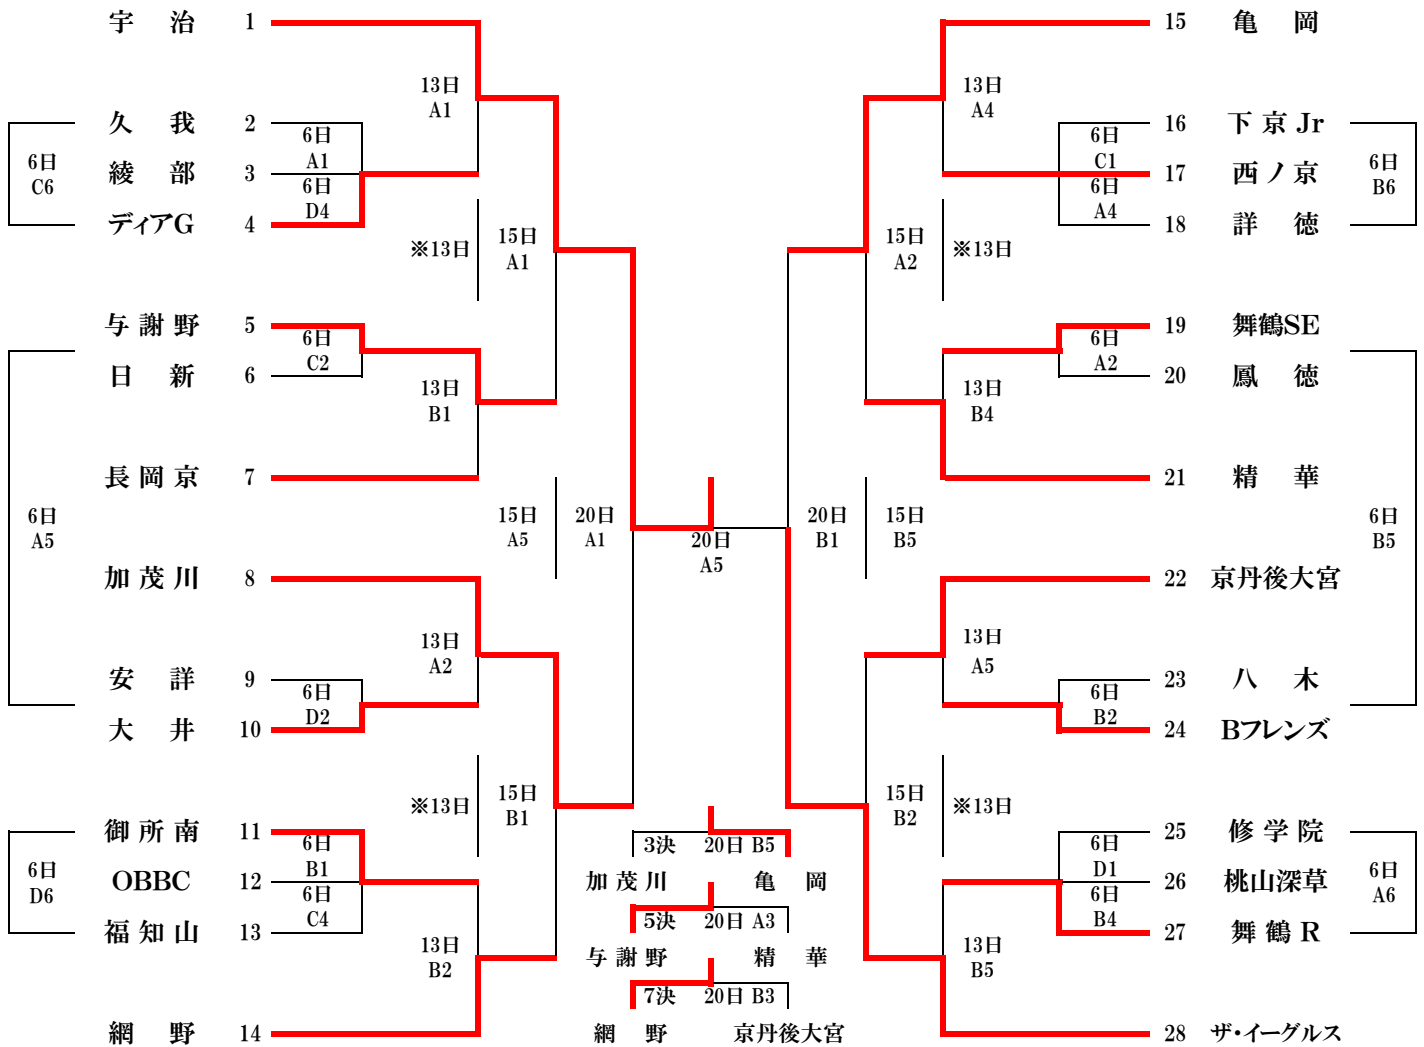 宇治 1
13日
A1
久我 2
6日
A1
綾部 3
6日
D4
ディアG 4
6日
C6
※13日
15日
A1
与謝野 5
6日
C2
日新 6
13日
B1
長岡京 7
6日
A5
15日
A5
20日
A1
加茂川 8
13日
A2
安詳 9
6日
D2
大井 10
※13日
15日
B1
御所南 11
6日
B1
OBBC 12
6日
C4
福知山 13
6日
D6
13日
B2
網野 14
20日
A5
3決 20日 B5
加茂川 亀岡
5決 20日 A3
与謝野 精華
7決 20日 B3
網野 京丹後大宮
15 亀岡
13日
A4
16 下京Jr
6日
C1
17 西ノ京
6日
A4
18 詳徳
6日
B6
15日
A2
※13日
19 舞鶴SE
6日
A2
20 鳳徳
13日
B4
21 精華
20日
B1
15日
B5
6日
B5
22 京丹後大宮
13日
A5
23 八木
6日
B2
24 Bフレンズ
15日
B2
※13日
25 修学院
6日
D1
26 桃山深草
6日
B4
27 舞鶴R
6日
A6
13日
B5
28 ザ・イーグルス